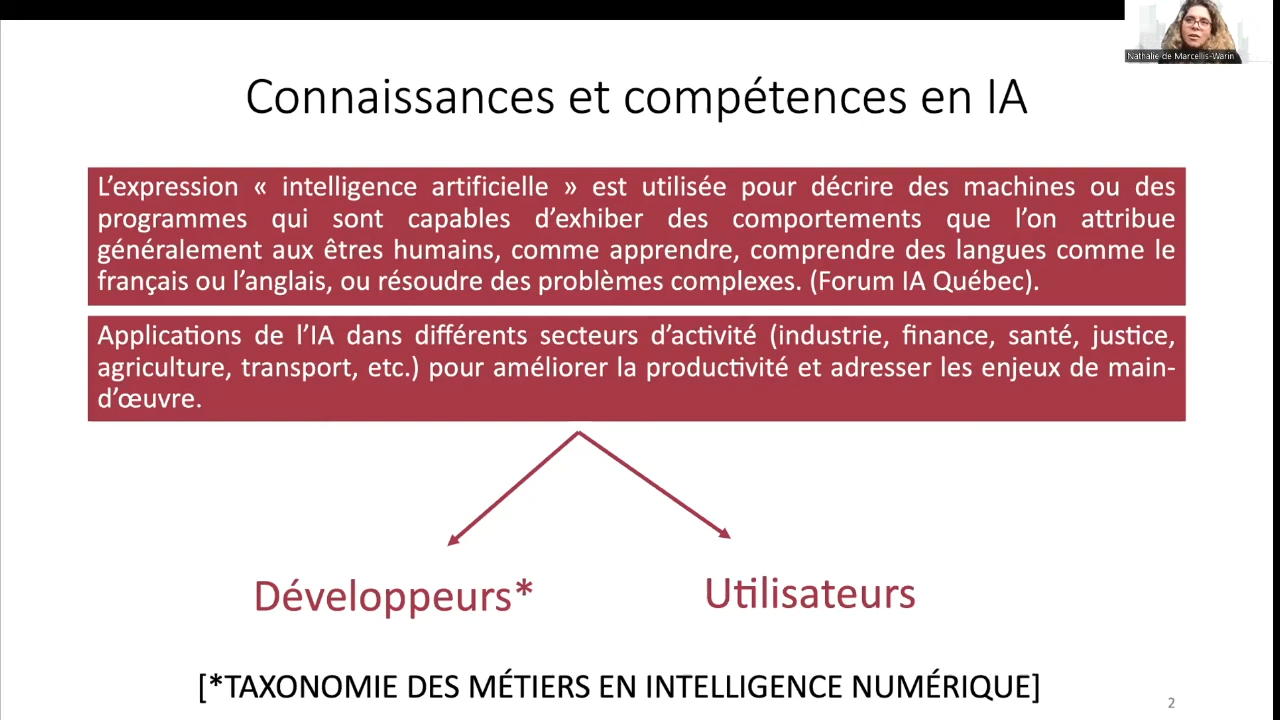 Nathalie de Marcellis-Warin
Connaissances et compétences en IA
L’expression « intelligence artificielle » est utilisée pour décrire des machines ou des
programmes qui sont capables d’exhiber des comportements que l’on attribue
généralement aux êtres humains, comme apprendre, comprendre des langues comme le
français ou l’anglais, ou résoudre des problèmes complexes. (Forum IA Québec).
Applications de l’IA dans différents secteurs d’activité (industrie, finance, santé, justice,
agriculture, transport, etc.) pour améliorer la productivité et adresser les enjeux de main-
d’œuvre.
Développeurs*
Utilisateurs
[*TAXONOMIE DES MÉTIERS EN INTELLIGENCE NUMÉRIQUE]
2